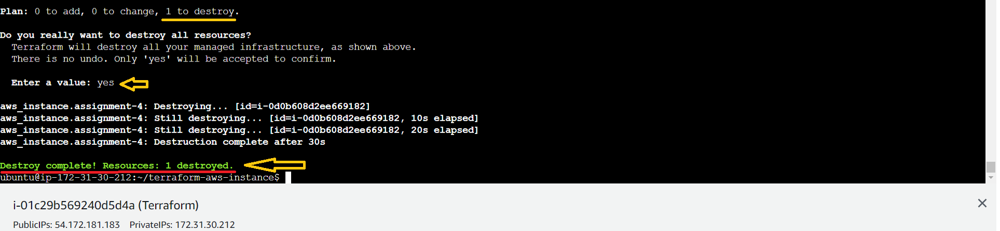 Plan: 0 to add, 0 to change, 1 to destroy.
Do you really want to destroy all resources?
Terraform will destroy all your managed infrastructure, as shown above.
There is no undo. Only 'yes' will be accepted to confirm.
Enter a value: yes
aws_instance.assignment-4: Destroying... [id=i-0d0b608d2ee669182]
aws_instance.assignment-4: Still destroying... [id=i-0d0b608d2ee669182, 10s elapsed]
aws_instance.assignment-4: Still destroying... [id=i-0d0b608d2ee669182, 20s elapsed]
aws_instance.assignment-4: Destruction complete after 30s
Destroy complete! Resources: 1 destroyed.
ubuntu@ip-172-31-30-212:~/terraform-aws-instance$
i-01c29b569240d5d4a (Terraform)
PublicIPs: 54.172.181.183 PrivateIPs: 172.31.30.212